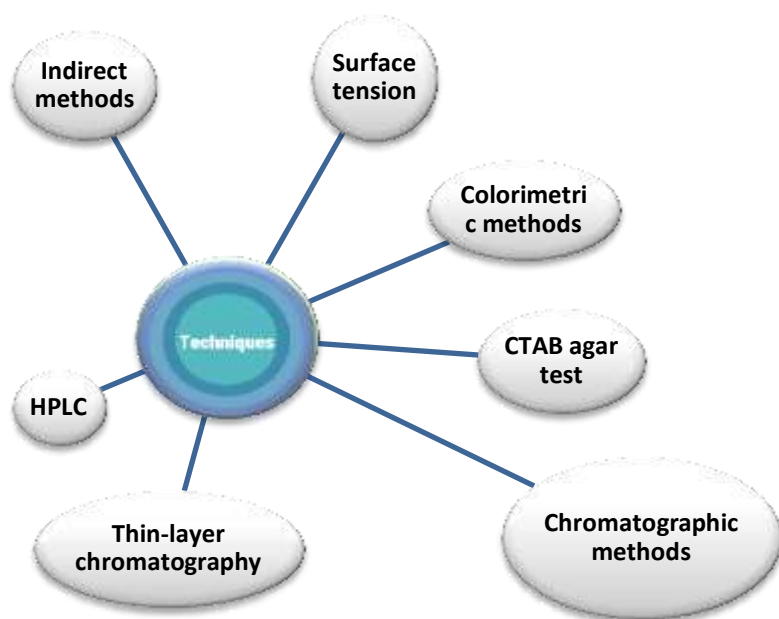 Indirect
methods
Surface
tension
Colorimetri
c methods
Techniques
CTAB agar
test
HPLC
Thin-layer
chromatography
Chromatographic
methods